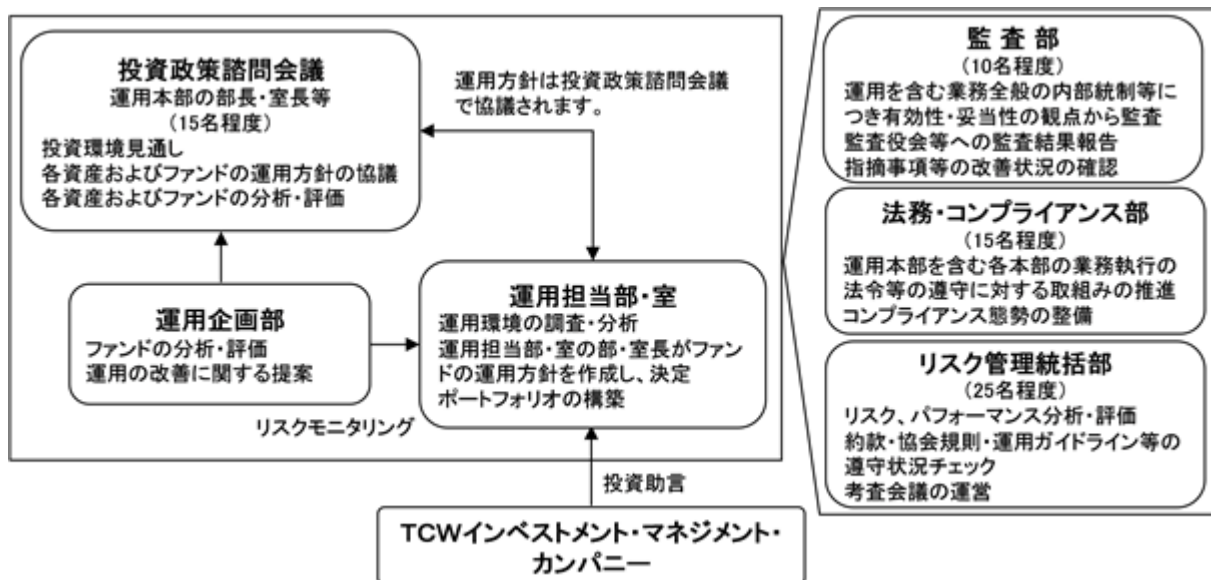 投資政策諮問会議
運用本部の部長・室長等
(15名程度)
投資環境見通し
各資産およびファンドの運用方針の協議
各資産およびファンドの分析・評価
運用方針は投資政策諮問会議
で協議されます。
運用企画部
ファンドの分析・評価
運用の改善に関する提案
リスクモニタリング
運用担当部・室
運用環境の調査・分析
運用担当部・室の部・室長がファン
ドの運用方針を作成し、決定
ポートフォリオの構築
投資助言
TCWインベストメント・マネジメント・
カンパニー
監査部
(10名程度)
運用を含む業務全般の内部統制等に
つき有効性・妥当性の観点から監査
監査役会等への監査結果報告
指摘事項等の改善状況の確認
法務・コンプライアンス部
(15名程度)
運用本部を含む各本部の業務執行の
法令等の遵守に対する取組みの推進
コンプライアンス態勢の整備
リスク管理統括部
(25名程度)
リスク、パフォーマンス分析・評価
約款・協会規則・運用ガイドライン等の
遵守状況チェック
考査会議の運営